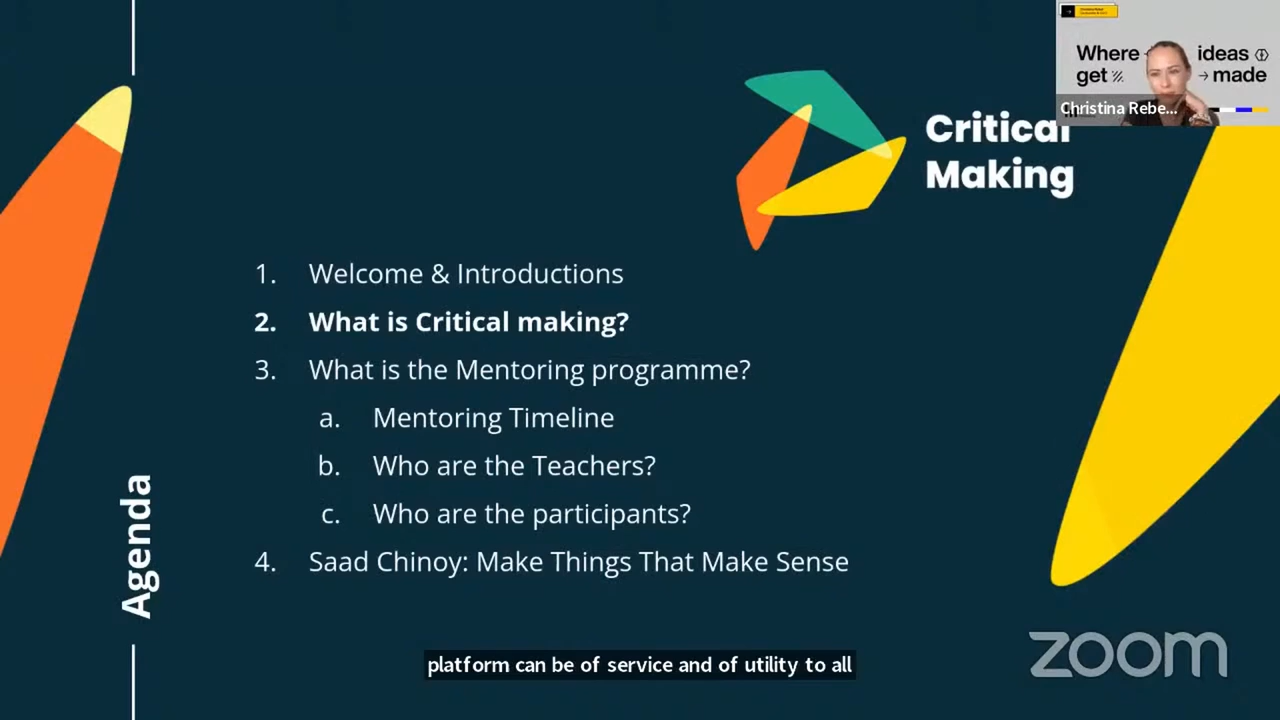 Where ideas
get made
Christina Rebe...
Critical
Making
1. Welcome & Introductions
2. What is Critical making?
3. What is the Mentoring programme?
a. Mentoring Timeline
b. Who are the Teachers?
c. Who are the participants?
4. Saad Chinoy: Make Things That Make Sense
Agenda
platform can be of service and of utility to all
zoom